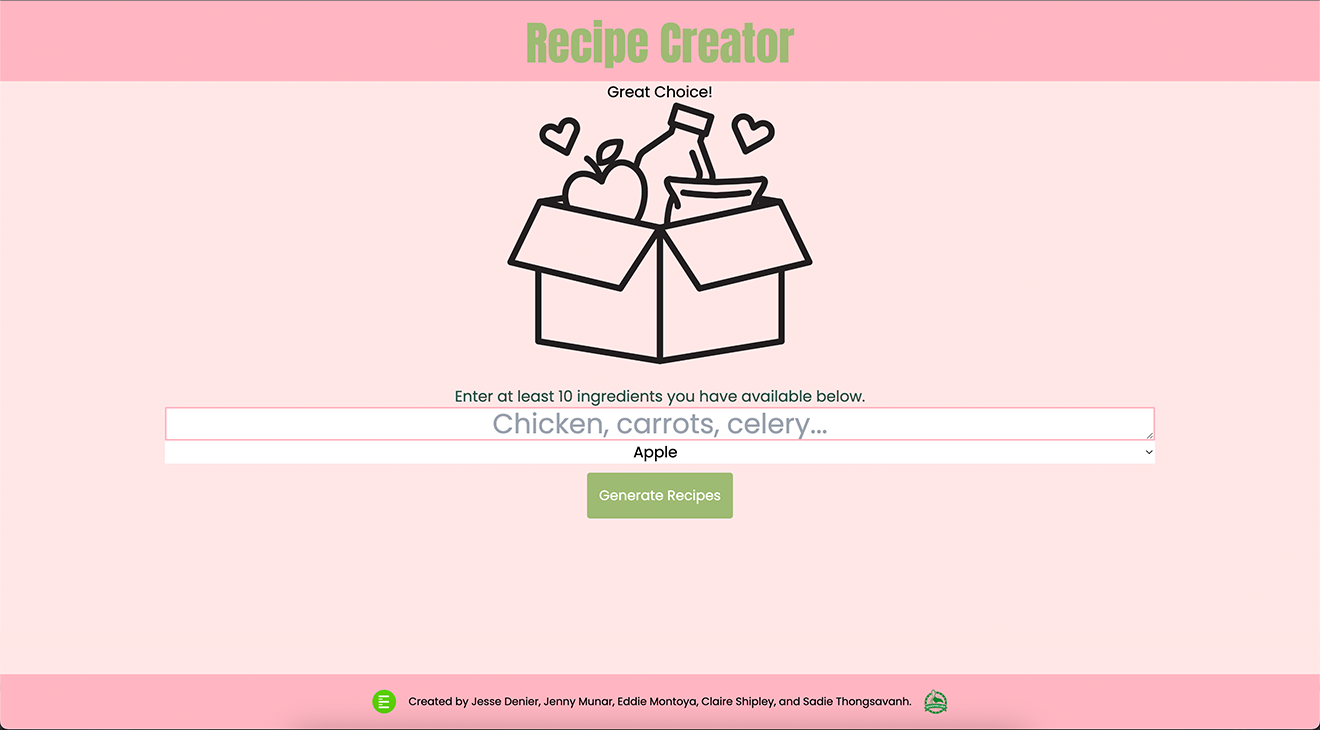 Recipe Creator
Great Choice!
Enter at least 10 ingredients you have available below.
Chicken, carrots, celery...
Apple
Generate Recipes
Created by Jesse Denier, Jenny Munar, Eddie Montoya, Claire Shipley, and Sadie Thongsavanh.